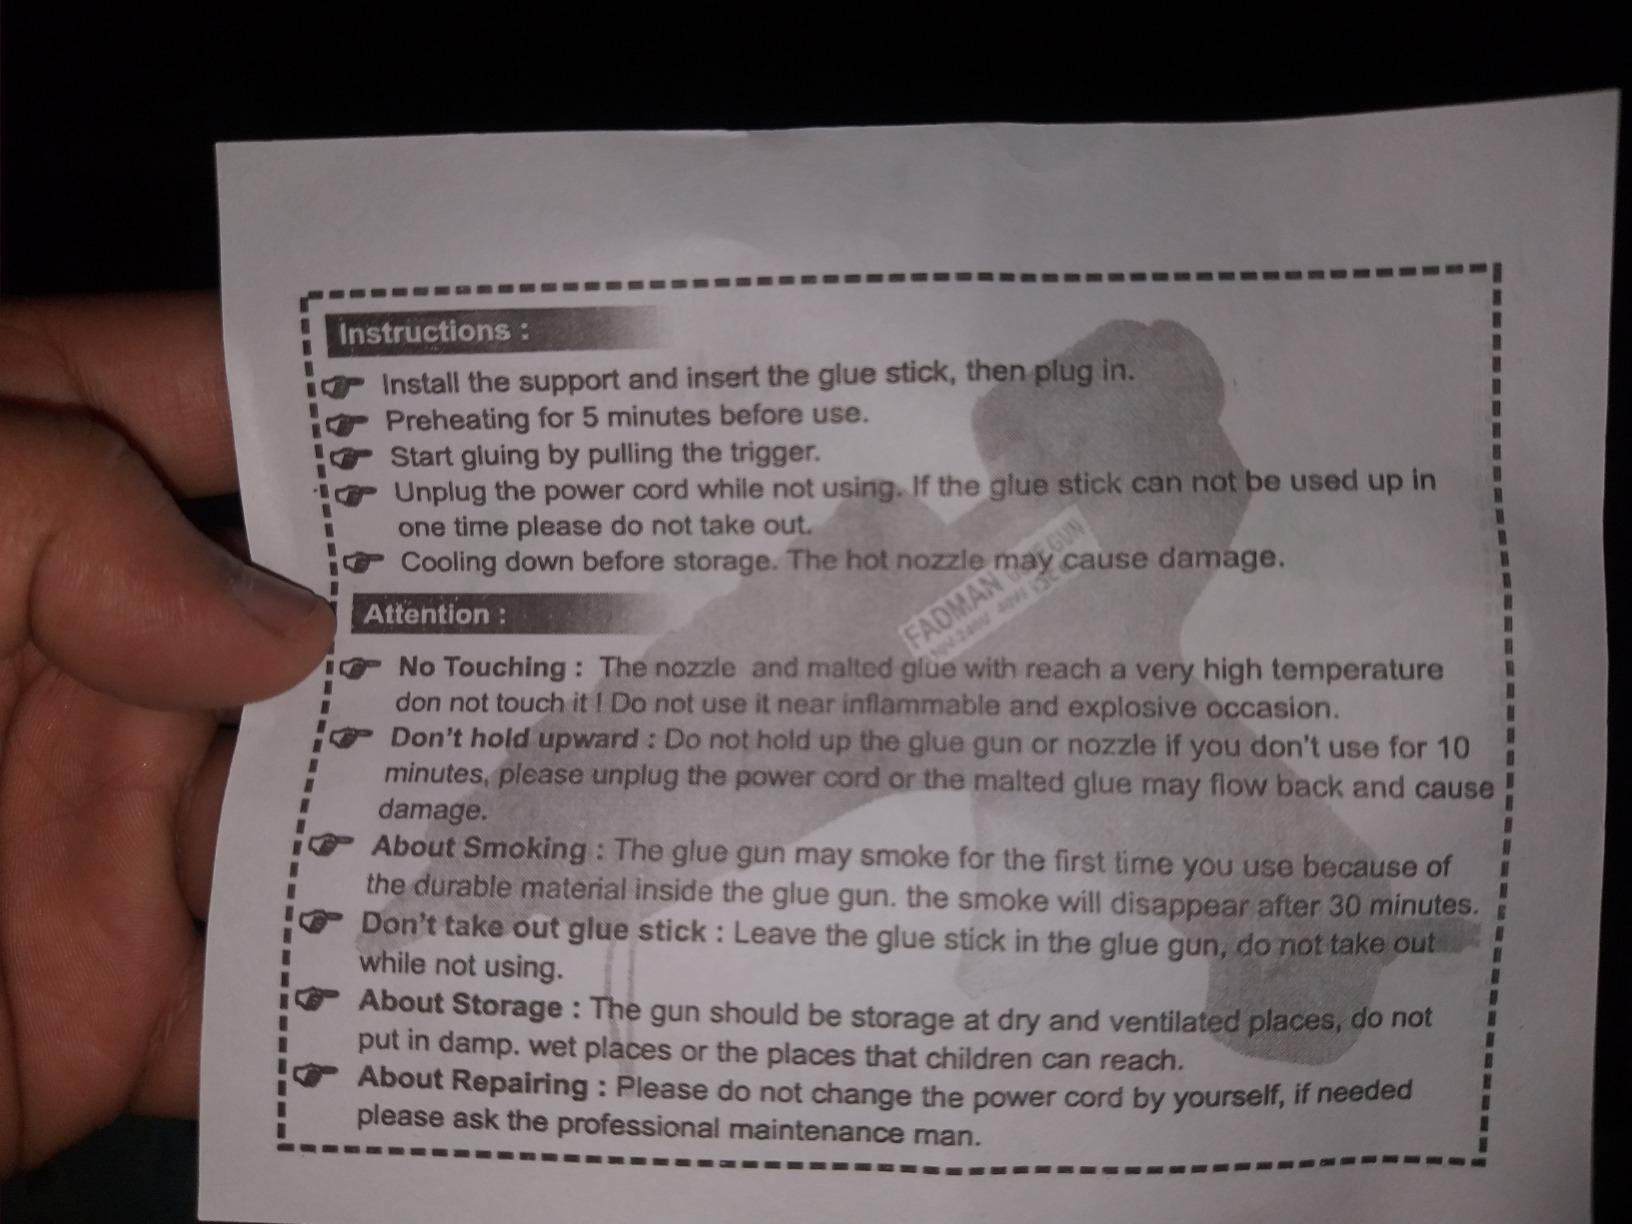 Instructions :
Install the support and insert the glue stick, then plug in.
Preheating for 5 minutes before use.
Start gluing by pulling the trigger.
Unplug the power cord while not using. If the glue stick can not be used up in
one time please do not take out.
Cooling down before storage. The hot nozzle may cause damage.
FADMAN GLUE GUN
240V 40W
Attention :
No Touching : The nozzle and malted glue with reach a very high temperature
don not touch it ! Do not use it near inflammable and explosive occasion.
Don't hold upward : Do not hold up the glue gun or nozzle if you don't use for 10
minutes, please unplug the power cord or the malted glue may flow back and cause
damage.
About Smoking : The glue gun may smoke for the first time you use because of
the durable material inside the glue gun. the smoke will disappear after 30 minutes.
Don't take out glue stick : Leave the glue stick in the glue gun, do not take out
while not using.
About Storage : The gun should be storage at dry and ventilated places, do not
put in damp. wet places or the places that children can reach.
About Repairing : Please do not change the power cord by yourself, if needed
please ask the professional maintenance man.